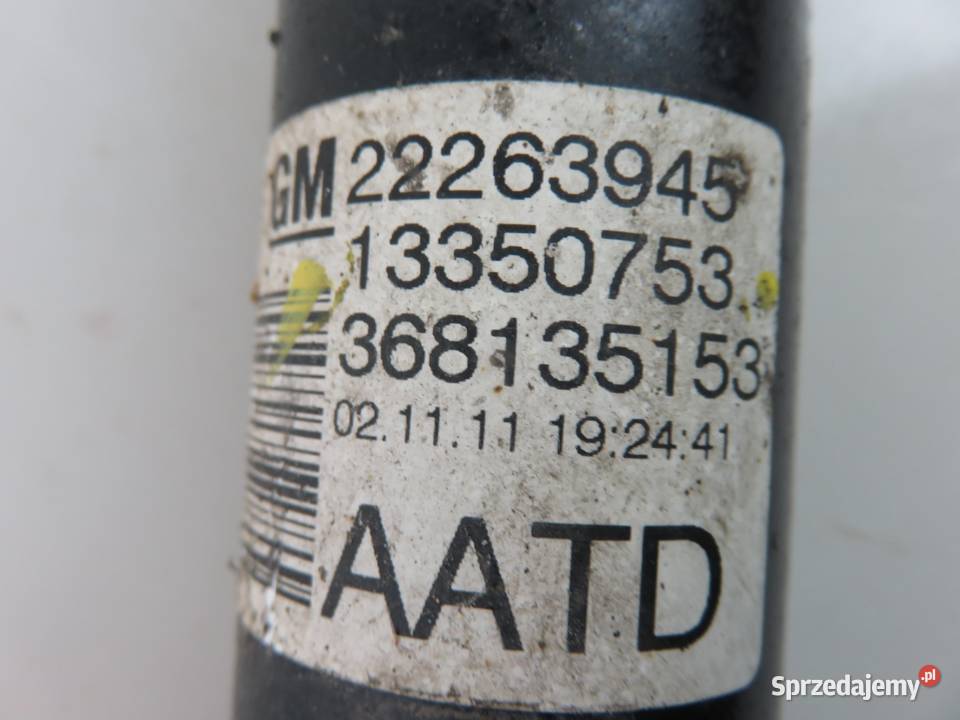 GM 22263945
13350753
368135153
02.11.11 19:24:41
AATD
Sprzedajemy.pl